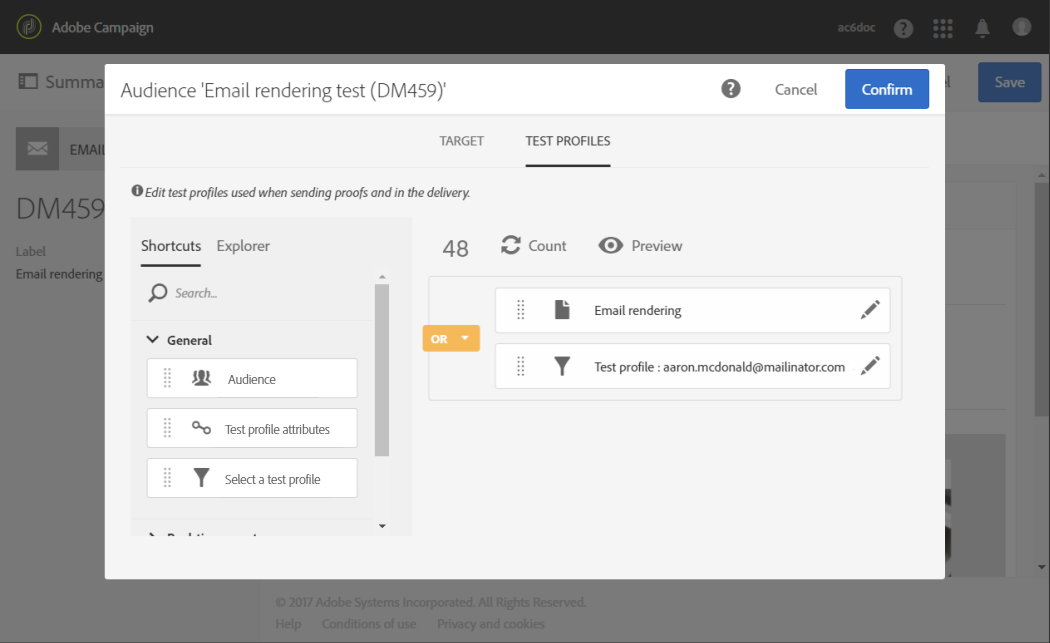 Adobe Campaign
ac6doc
Summa
Save
Audience 'Email rendering test (DM459)'
Cancel
Confirm
EMAIL
TARGET
TEST PROFILES
Edit test profiles used when sending proofs and in the delivery.
DM459
Label
Email rendering
Shortcuts
Explorer
Search...
General
Audience
Test profile attributes
Select a test profile
48
Count
Preview
OR
Email rendering
Test profile : aaron.mcdonald@mailinator.com
© 2017 Adobe Systems Incorporated. All Rights Reserved.
Help Conditions of use Privacy and cookies